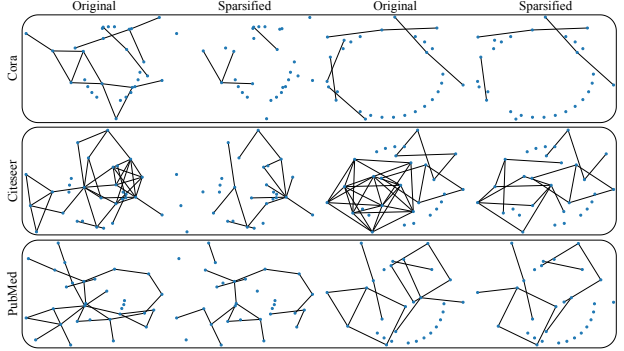 Original Sparsified Original Sparsified
Cora
Citeseer
PubMed